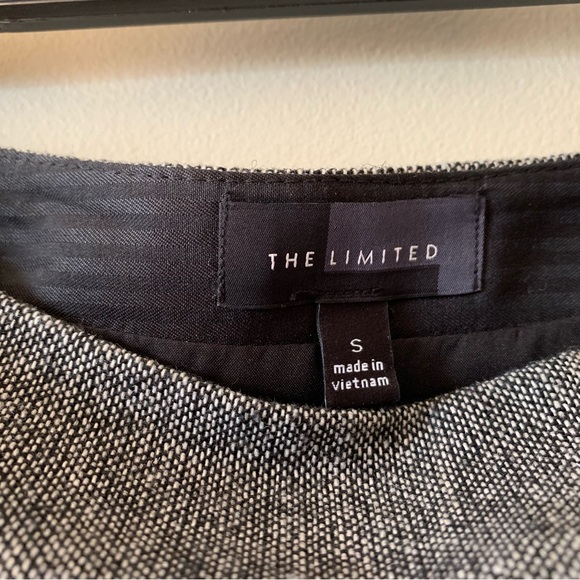 THE LIMITED
S
made in
vietnam